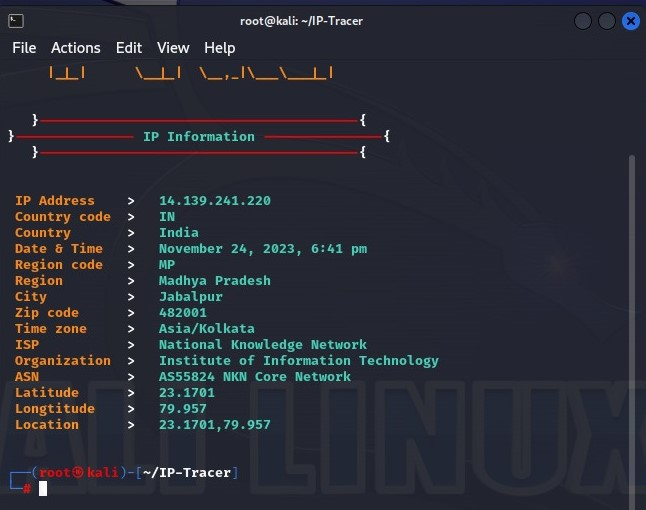 root@kali: ~/IP-Tracer
File Actions Edit View Help
|_|_| \__,_| \__,_|\___\____|
}━━━━━━━━━━━━━━━━━━━━━━━━━━━━━━━━━━━━━━━━{
}━━━━━━━━━━━━━━━ IP Information ━━━━━━━━━━━━━━━{
}━━━━━━━━━━━━━━━━━━━━━━━━━━━━━━━━━━━━━━━━{
IP Address > 14.139.241.220
Country code > IN
Country > India
Date & Time > November 24, 2023, 6:41 pm
Region code > MP
Region > Madhya Pradesh
City > Jabalpur
Zip code > 482001
Time zone > Asia/Kolkata
ISP > National Knowledge Network
Organization > Institute of Information Technology
ASN > AS55824 NKN Core Network
Latitude > 23.1701
Longtitude > 79.957
Location > 23.1701,79.957
KALI LINUX
┌──(root㉿kali)-[~/IP-Tracer]
└─#